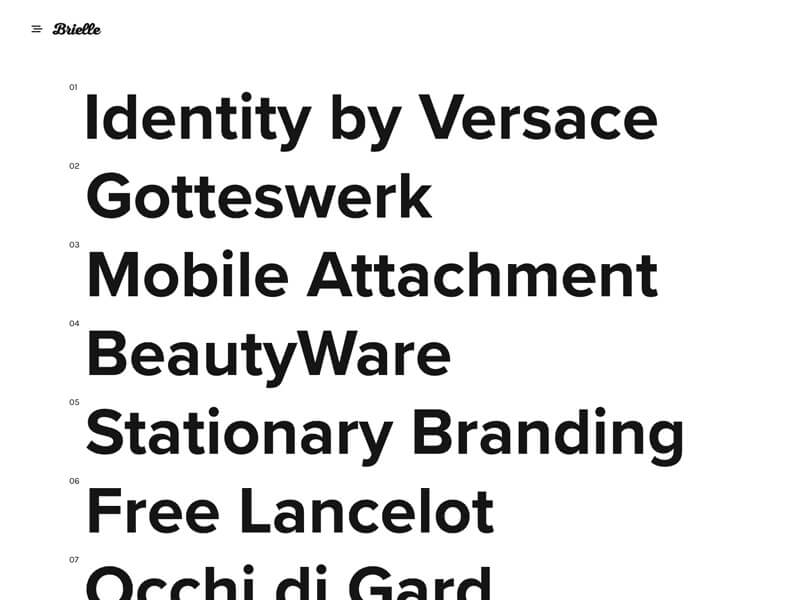 Brielle
01
Identity by Versace
02
Gotteswerk
03
Mobile Attachment
04
BeautyWare
05
Stationary Branding
06
Free Lancelot
07
Occhi di Gard